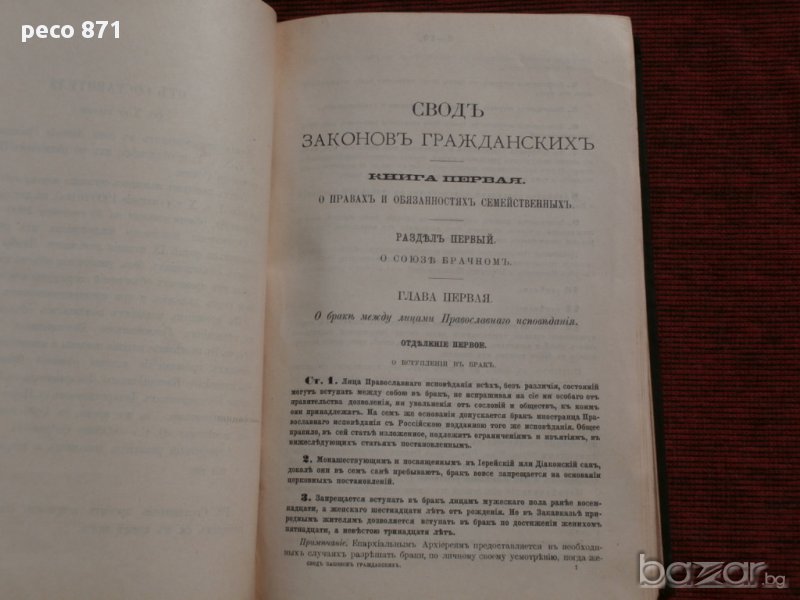 peco 871
СВОДЪ
ЗАКОНОВЪ ГРАЖДАНСКИХЪ
КНИГА ПЕРВАЯ.
О ПРАВАХЪ И ОБЯЗАННОСТЯХЪ СЕМЕЙСТВЕННЫХЪ.
РАЗДѢЛЪ ПЕРВЫЙ.
О СОЮЗѢ БРАЧНОМЪ.
ГЛАВА ПЕРВАЯ.
О бракѣ между лицами Православнаго исповѣданія.
ОТДѢЛЕНІЕ ПЕРВОЕ.
О ВСТУПЛЕНІИ ВЪ БРАКЪ.
Ст. 1. Лица Православнаго исповѣданія всѣхъ, безъ различія, состояній
могутъ вступать между собою въ бракъ, не испрашивая на сіе ни особаго отъ
правительства дозволенія, ни увольненія отъ сословій и обществъ, къ коимъ
они принадлежатъ. На семъ же основаніи допускается бракъ иностранца Пра-
вославнаго исповѣданія съ Россійскою подданною того же исповѣданія. Общее
правило, въ сей статьѣ изложенное, подлежитъ ограниченіямъ и изъятіямъ, въ
нижеслѣдующихъ статьяхъ постановленнымъ.
2. Монашествующимъ и посвященнымъ въ Іерейскій или Діаконскій санъ,
доколѣ они въ семъ санѣ пребываютъ, бракъ вовсе запрещается на основаніи
церковныхъ постановленій.
3. Запрещается вступать въ бракъ лицамъ мужескаго пола ранѣе восем-
надцати, а женскаго шестнадцати лѣтъ отъ рожденія. Но въ Закавказьѣ при-
роднымъ жителямъ дозволяется вступать въ бракъ по достиженіи женихомъ
пятнадцати, а невѣстою тринадцати лѣтъ.
Примѣчаніе. Епархіальнымъ Архіереямъ предоставляется въ необходи-
мыхъ случаяхъ разрѣшать браки, по личному своему усмотрѣнію, когда же-
СВОДЪ ЗАКОНОВЪ ГРАЖДАНСКИХЪ.
1
bazar.bg